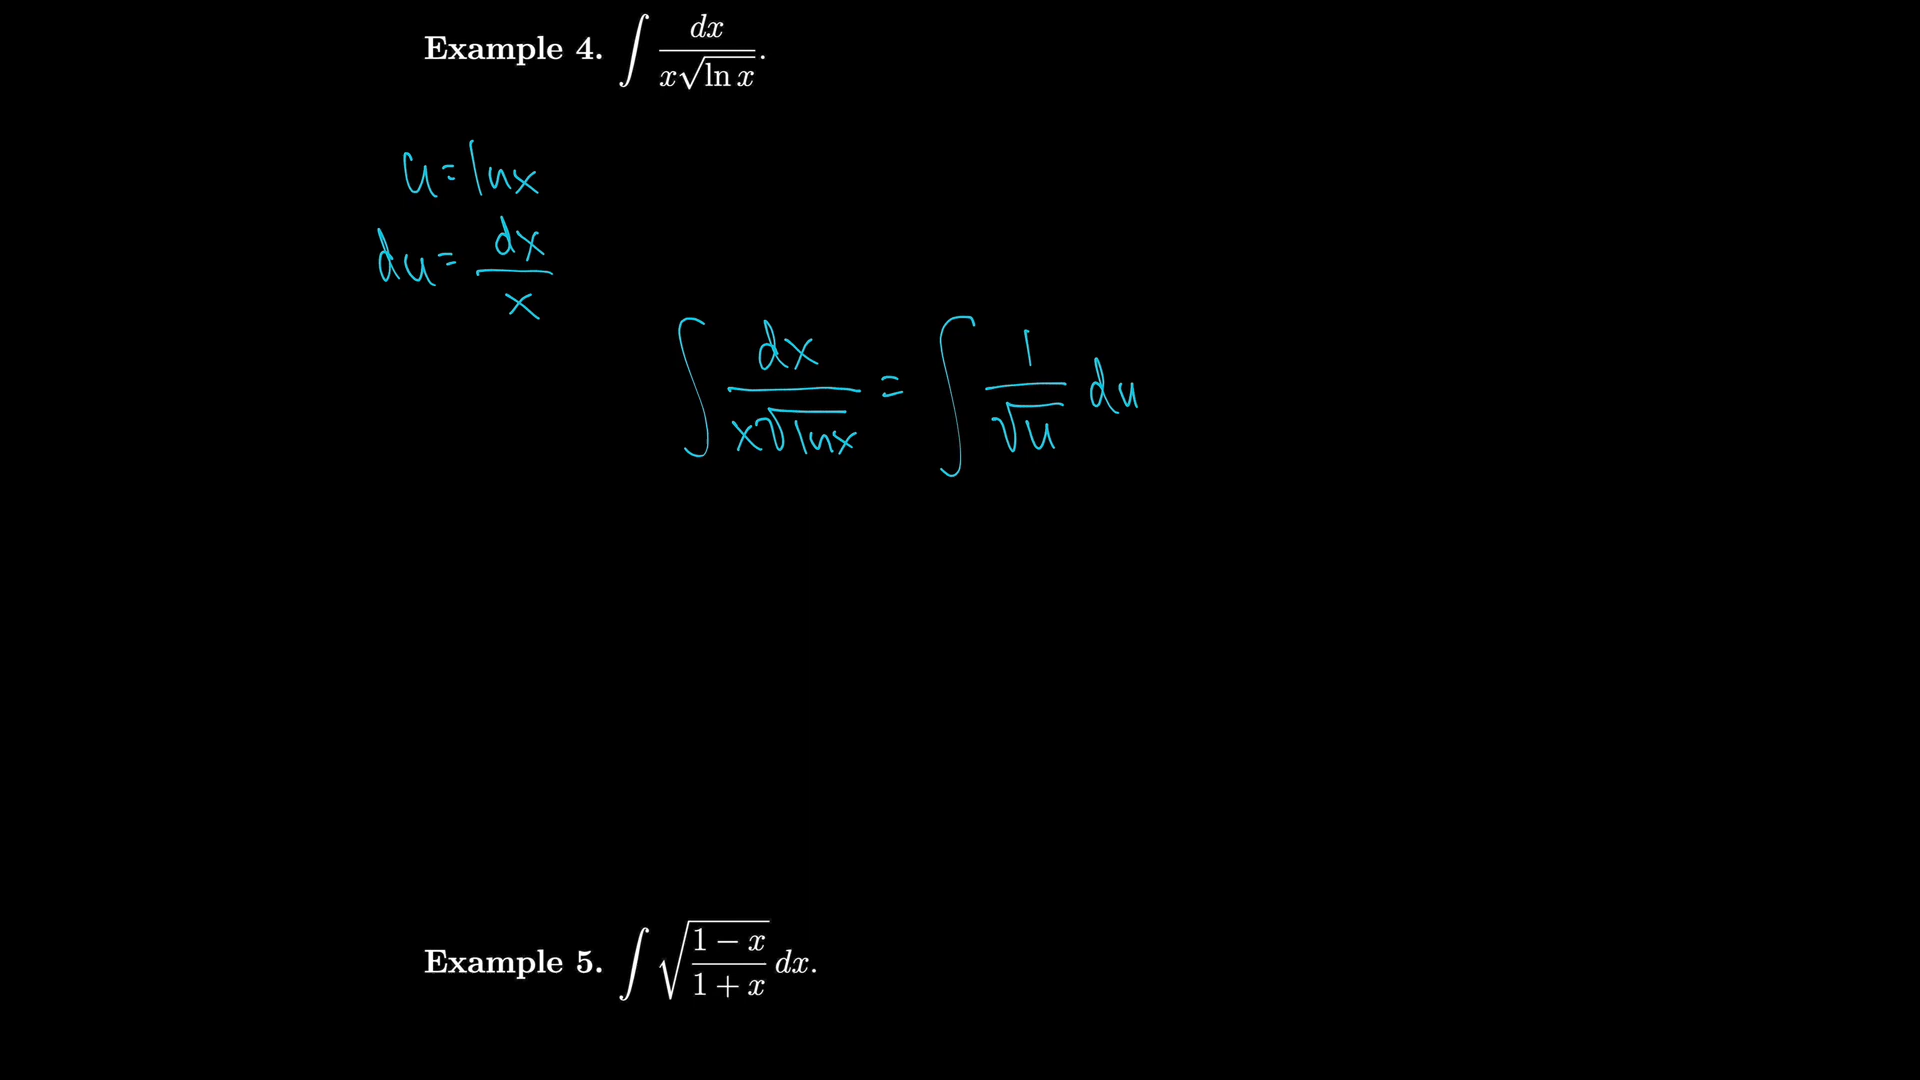 Example 4. ∫ dx / (x√(ln x)).
u = ln x
du = dx / x
∫ dx / (x√(ln x)) = ∫ 1/√u du
Example 5. ∫ √((1 − x)/(1 + x)) dx.